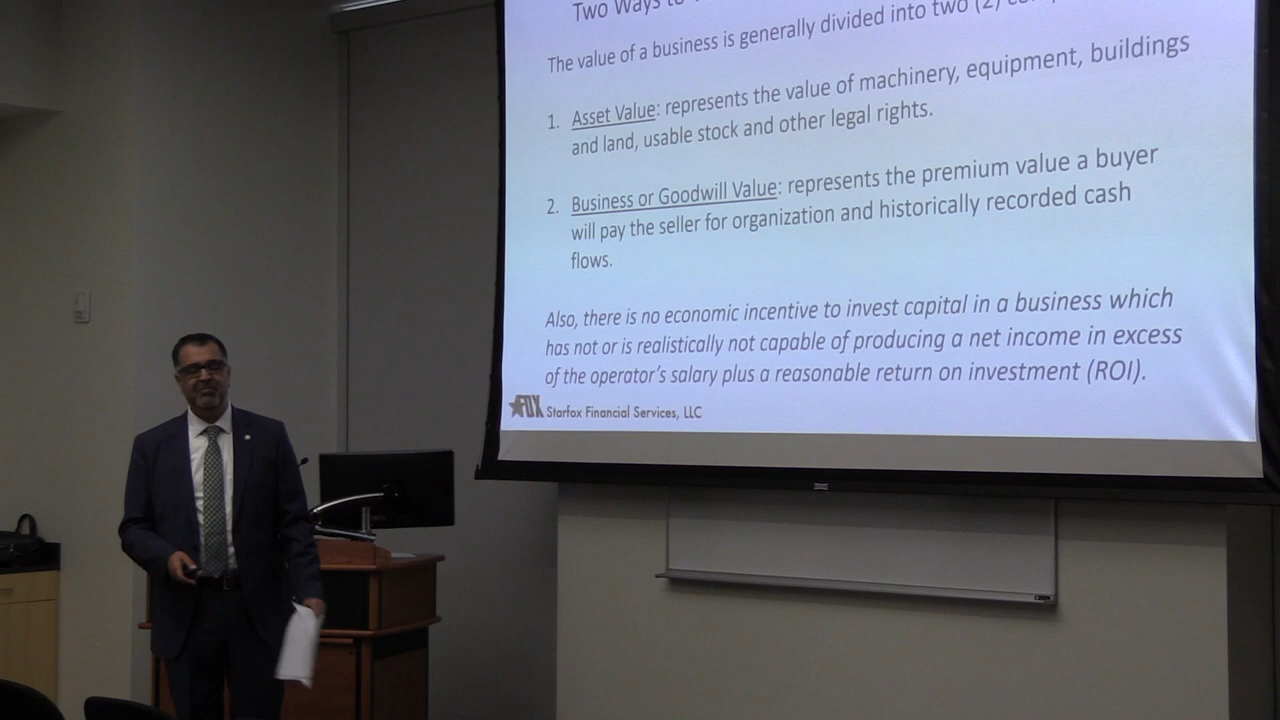 Two Ways to
The value of a business is generally divided into two (2)
1. Asset Value: represents the value of machinery, equipment, buildings
and land, usable stock and other legal rights.
2. Business or Goodwill Value: represents the premium value a buyer
will pay the seller for organization and historically recorded cash
flows.
Also, there is no economic incentive to invest capital in a business which
has not or is realistically not capable of producing a net income in excess
of the operator's salary plus a reasonable return on investment (ROI).
FOX Starfox Financial Services, LLC